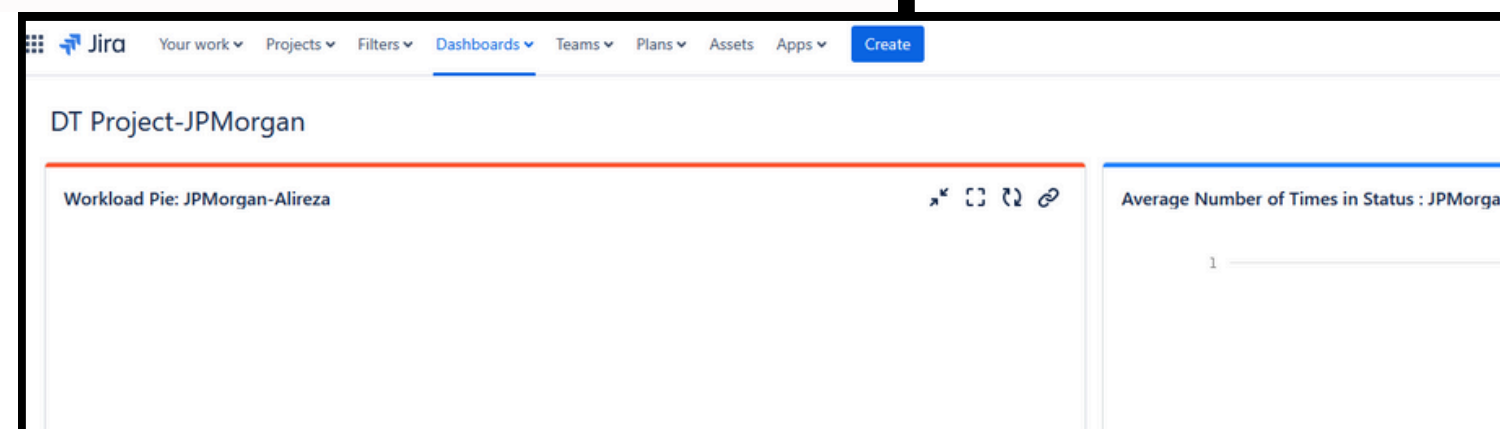 Jira Your work Projects Filters Dashboards Teams Plans Assets Apps Create
DT Project-JPMorgan
Workload Pie: JPMorgan-Alireza
Average Number of Times in Status : JPMorga
1